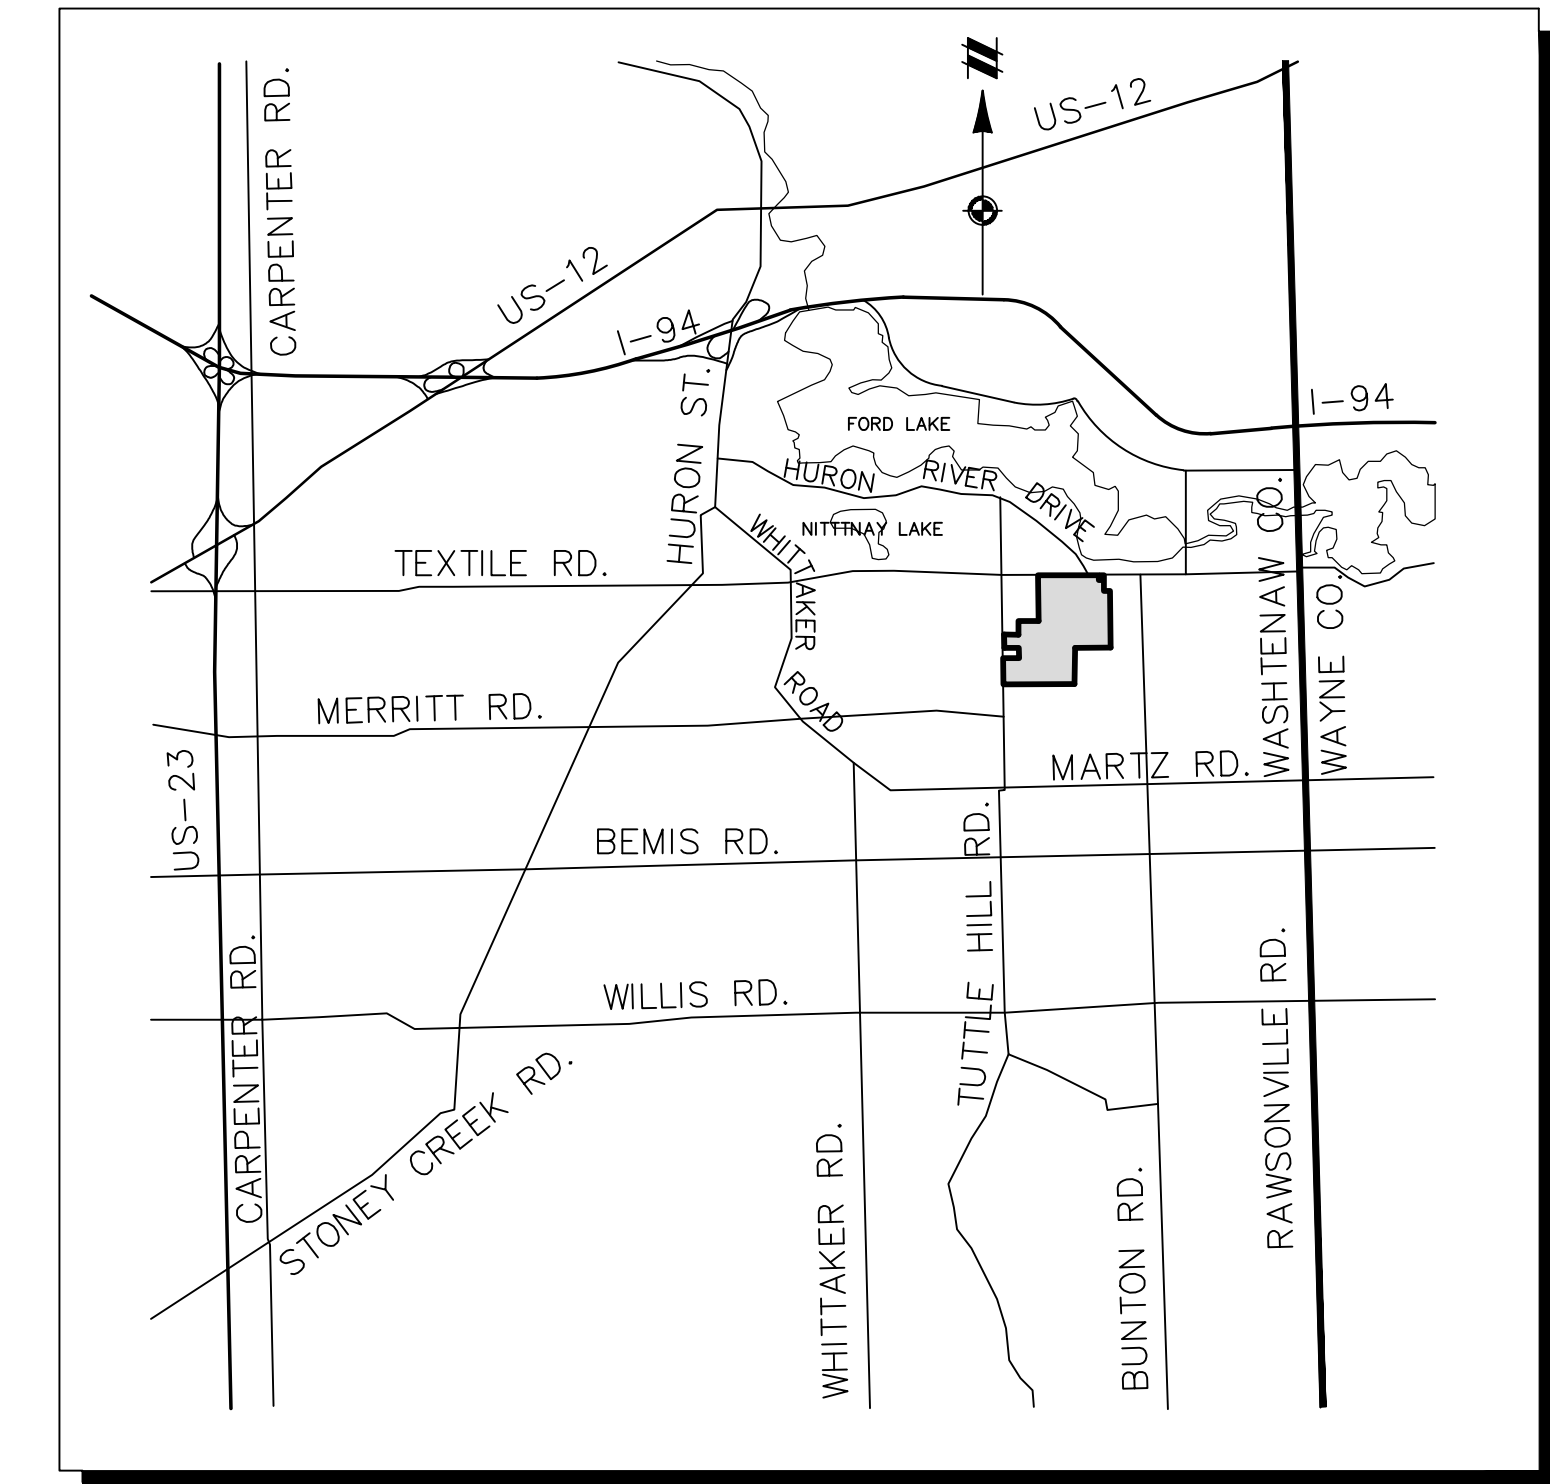 N
US-12
CARPENTER RD.
US-12
I-94
I-94
HURON ST.
FORD LAKE
HURON RIVER DRIVE
NITTTNAY LAKE
WHITTAKER ROAD
TEXTILE RD.
WASHTENAW CO.
WAYNE CO.
MERRITT RD.
US-23
MARTZ RD.
BEMIS RD.
TUTTLE HILL RD.
CARPENTER RD.
WILLIS RD.
RAWSONVILLE RD.
STONEY CREEK RD.
WHITTAKER RD.
BUNTON RD.